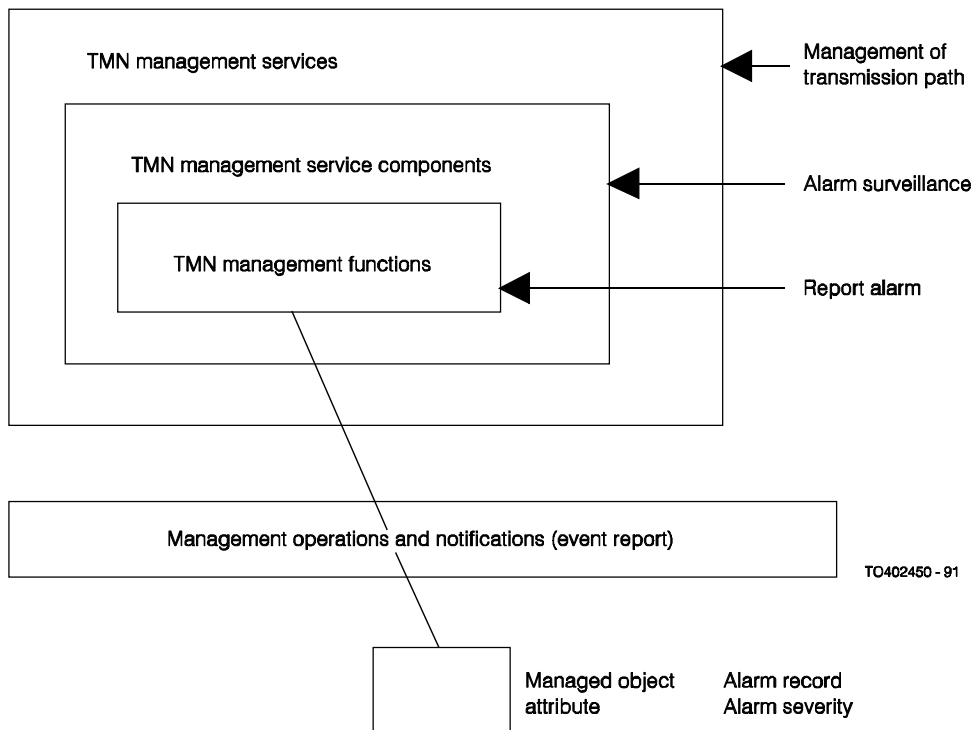 TMN management services
Management of
transmission path
TMN management service components
Alarm surveillance
TMN management functions
Report alarm
Management operations and notifications (event report)
TO402450 - 91
Managed object
attribute
Alarm record
Alarm severity